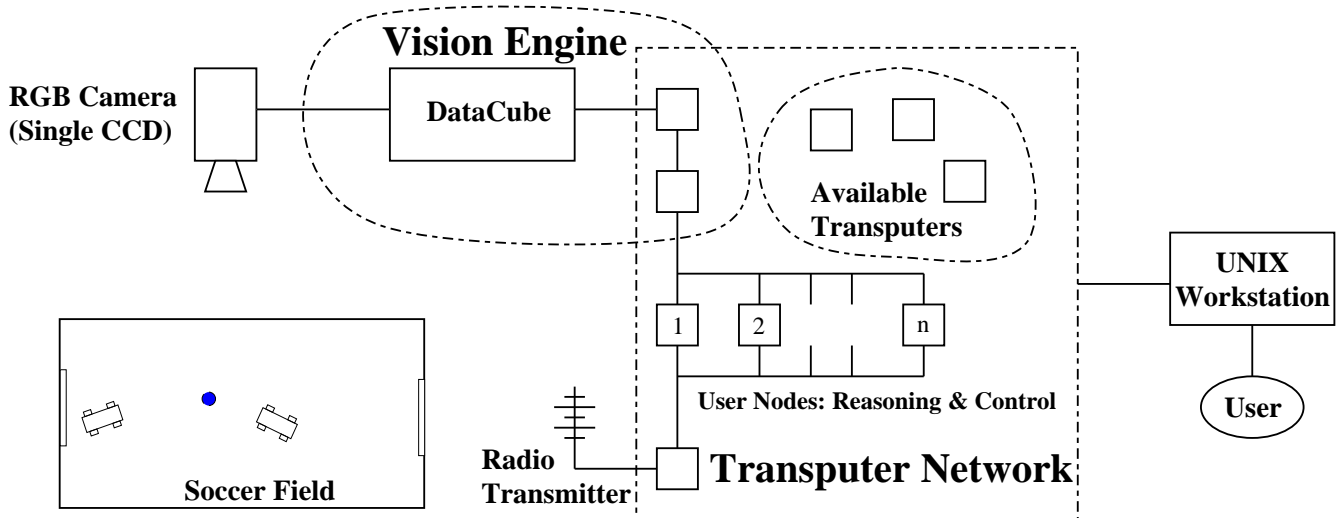 Vision Engine
RGB Camera
(Single CCD)
DataCube
Available
Transputers
UNIX
Workstation
1
2
n
User Nodes: Reasoning & Control
User
Radio
Transmitter
Transputer Network
Soccer Field